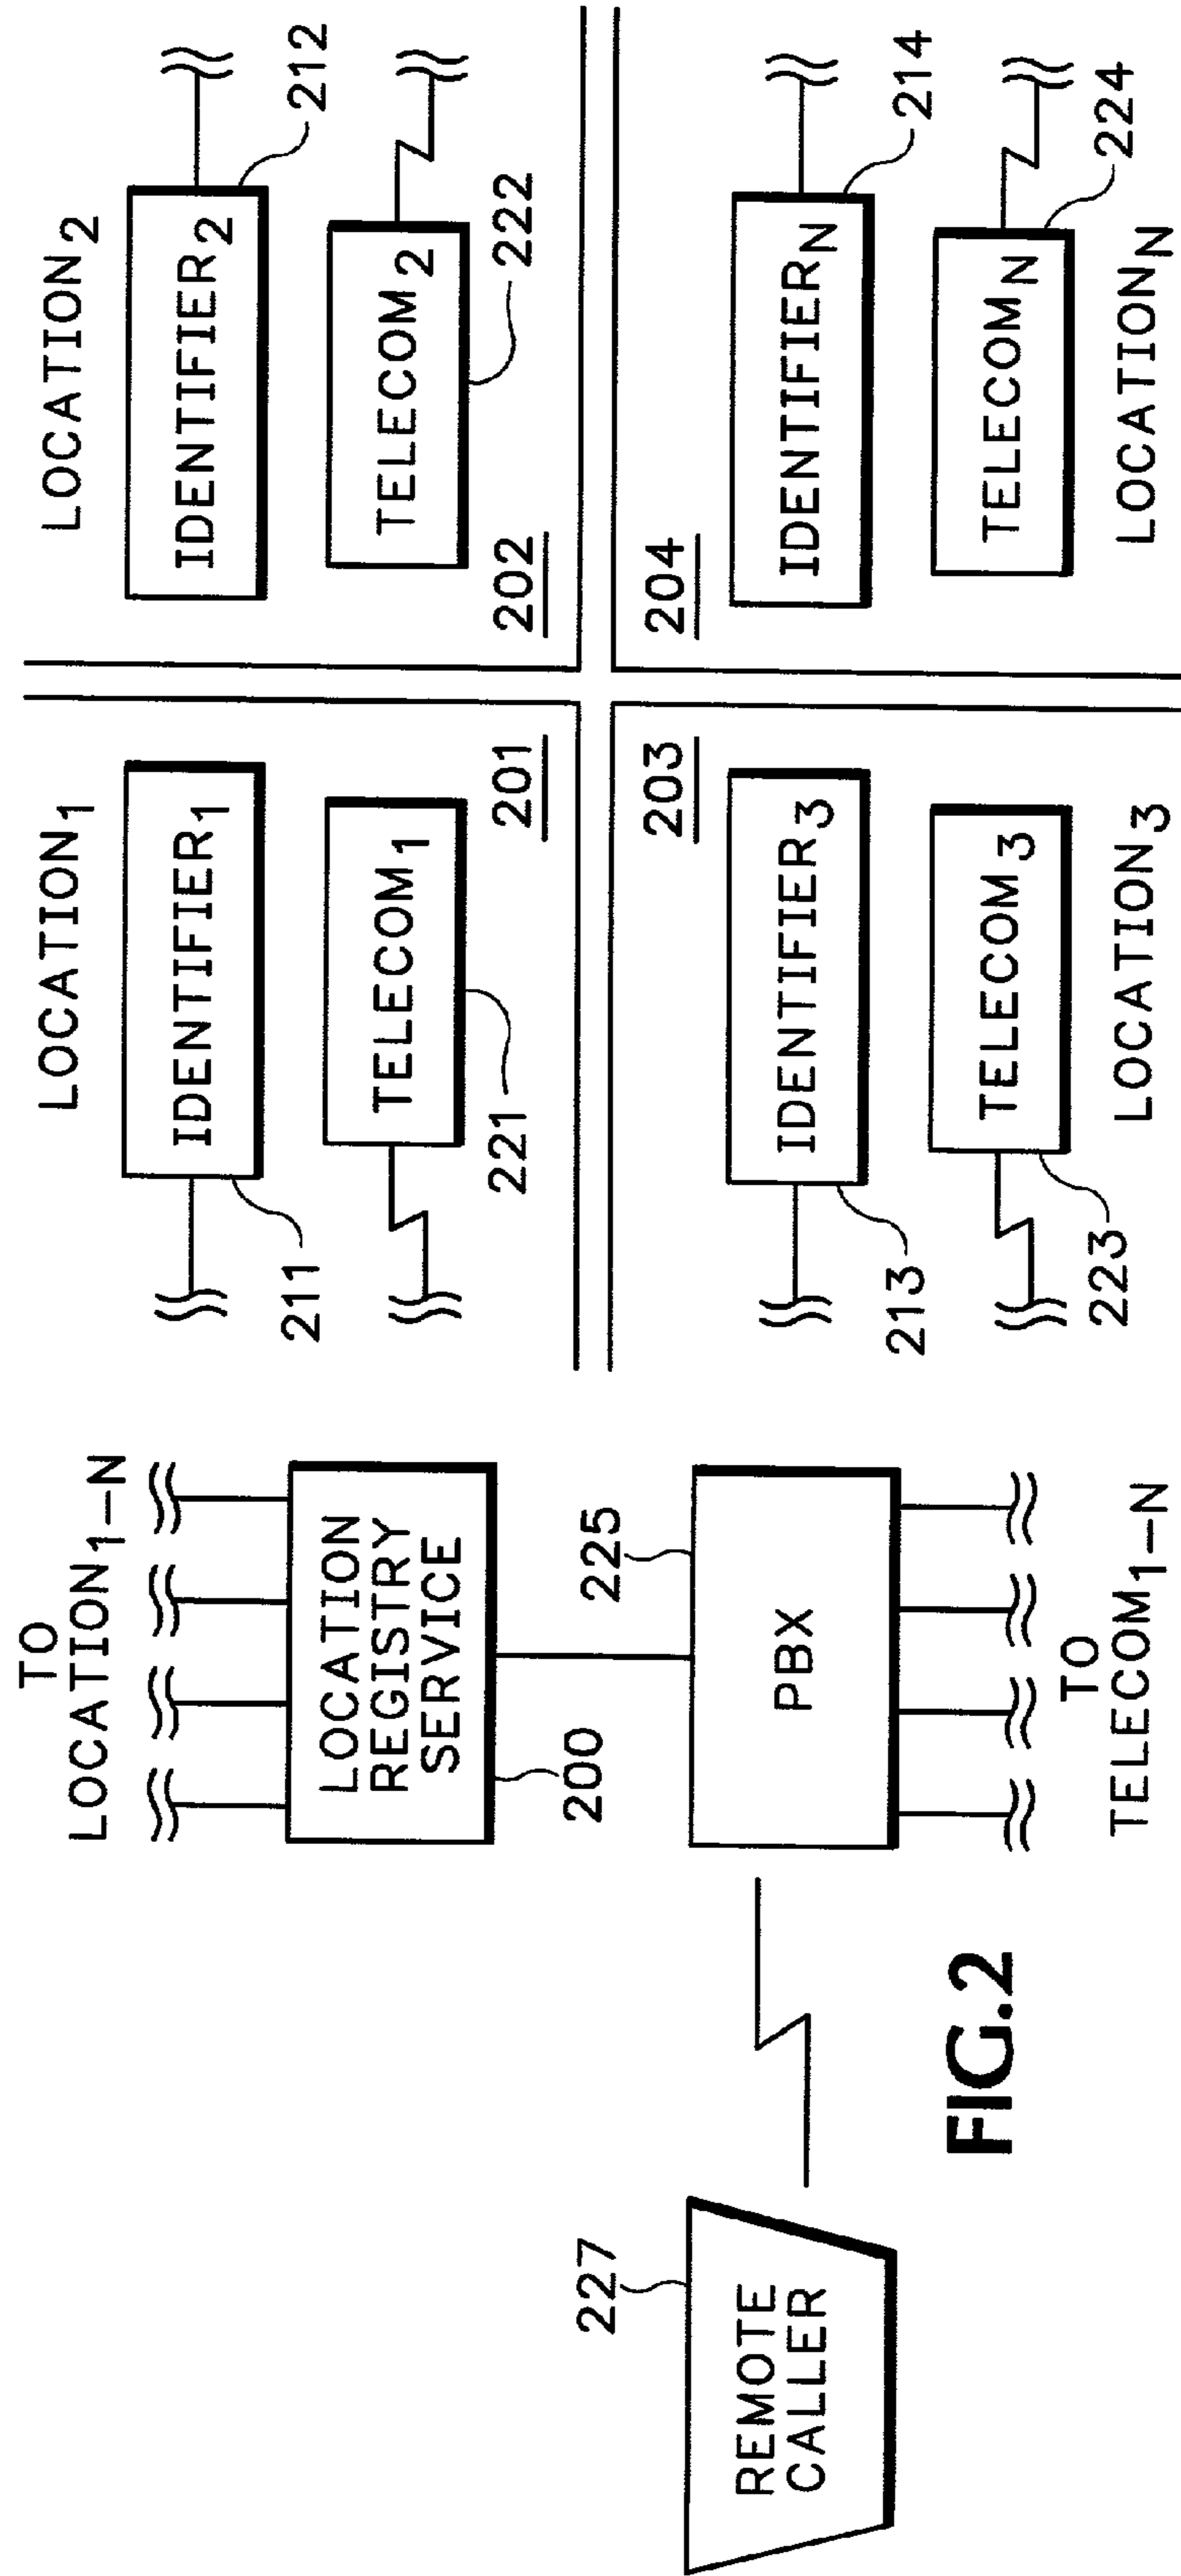 TO
LOCATION1–N
LOCATION
REGISTRY
SERVICE
200
225
PBX
TO
TELECOM1–N
227
REMOTE
CALLER
FIG.2
LOCATION1
IDENTIFIER1
211
TELECOM1
221
201
LOCATION2
IDENTIFIER2
212
TELECOM2
222
202
203
IDENTIFIER3
213
TELECOM3
223
LOCATION3
204
IDENTIFIERN
214
TELECOMN
224
LOCATIONN